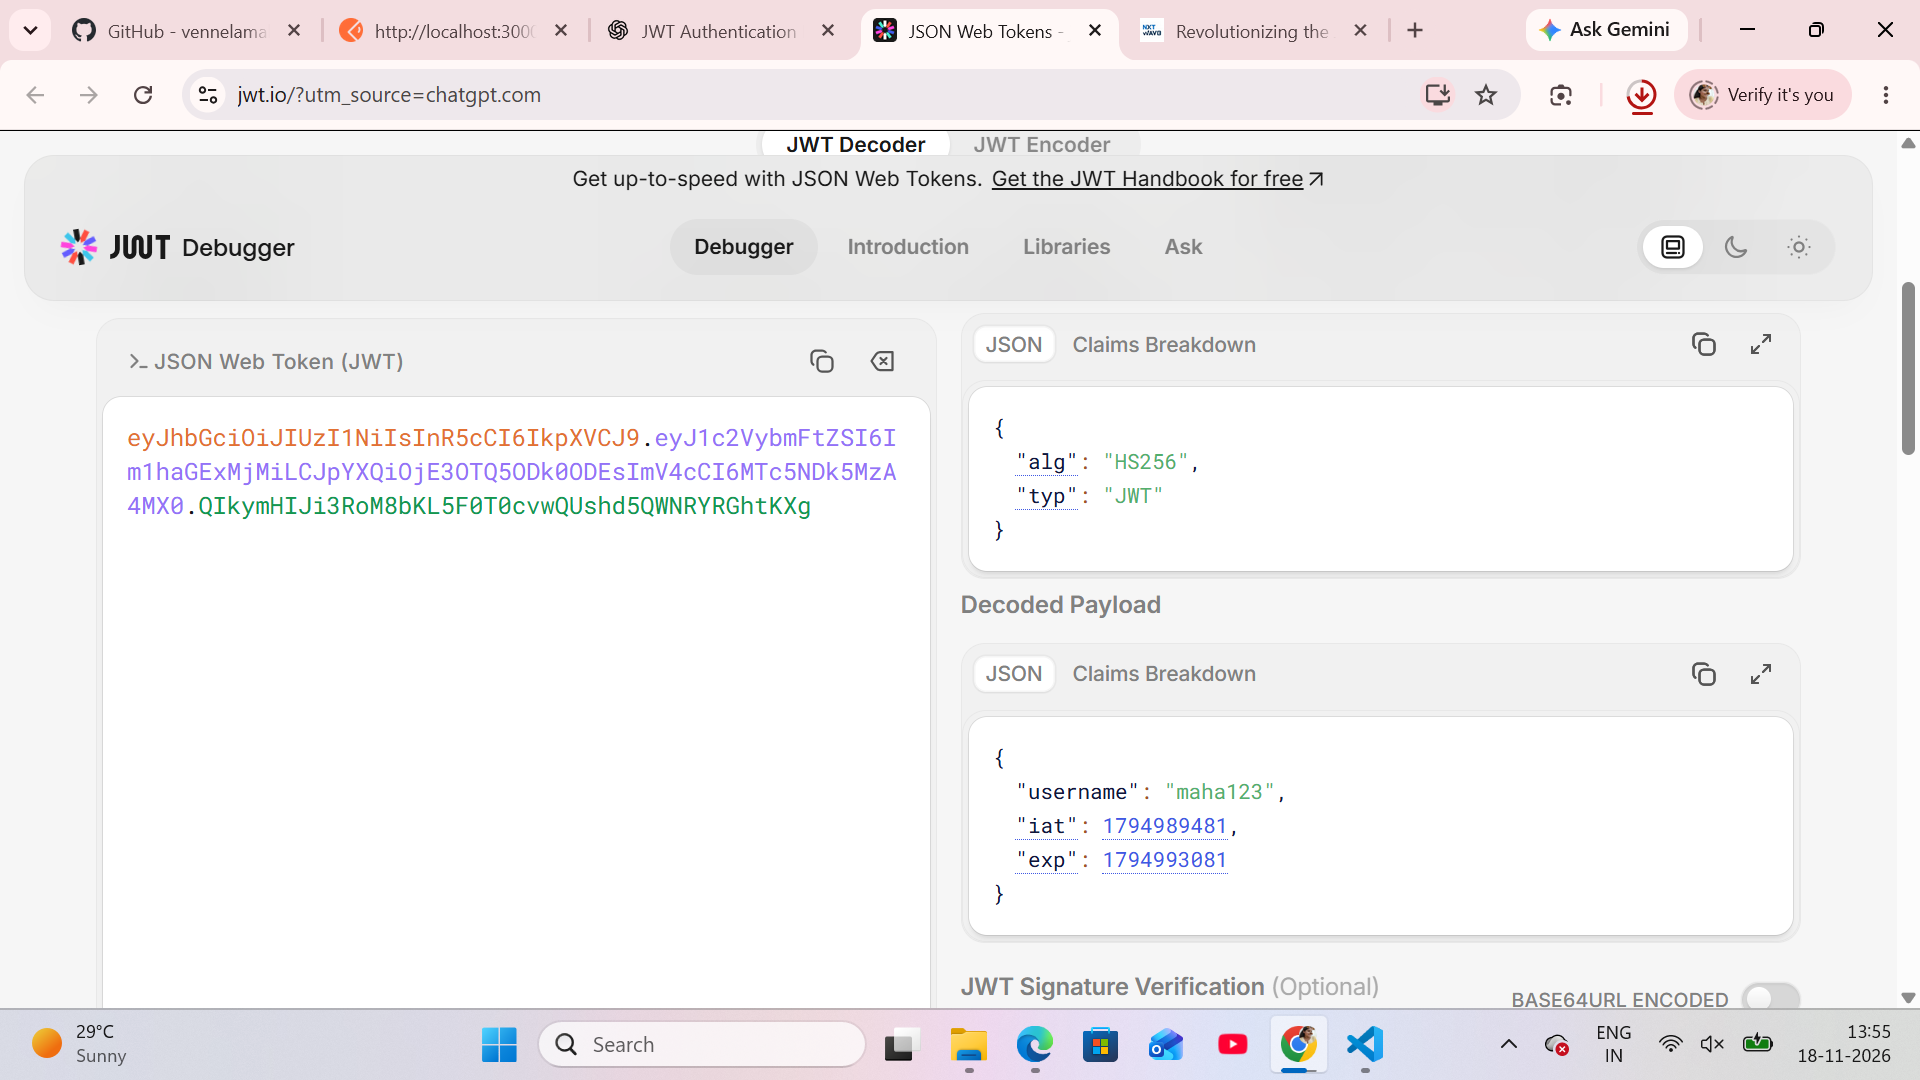 GitHub - vennelama
http://localhost:3000
JWT Authentication
JSON Web Tokens -
Revolutionizing the
Ask Gemini
jwt.io/?utm_source=chatgpt.com
Verify it's you
JWT Decoder
JWT Encoder
Get up-to-speed with JSON Web Tokens. Get the JWT Handbook for free
JWT Debugger
Debugger
Introduction
Libraries
Ask
JSON Web Token (JWT)
eyJhbGciOiJIUzI1NiIsInR5cCI6IkpXVCJ9.eyJ1c2VybmFtZSI6I
m1haGExMjMiLCJpYXQiOjE3OTQ5ODk0ODEsImV4cCI6MTc5NDk5MzA
4MX0.QIkymHIJi3RoM8bKL5F0T0cvwQUshd5QWNRYRGhtKXg
JSON
Claims Breakdown
{
"alg": "HS256",
"typ": "JWT"
}
Decoded Payload
JSON
Claims Breakdown
{
"username": "maha123",
"iat": 1794989481,
"exp": 1794993081
}
JWT Signature Verification (Optional)
BASE64URL ENCODED
29°C
Sunny
Search
ENG
IN
13:55
18-11-2026